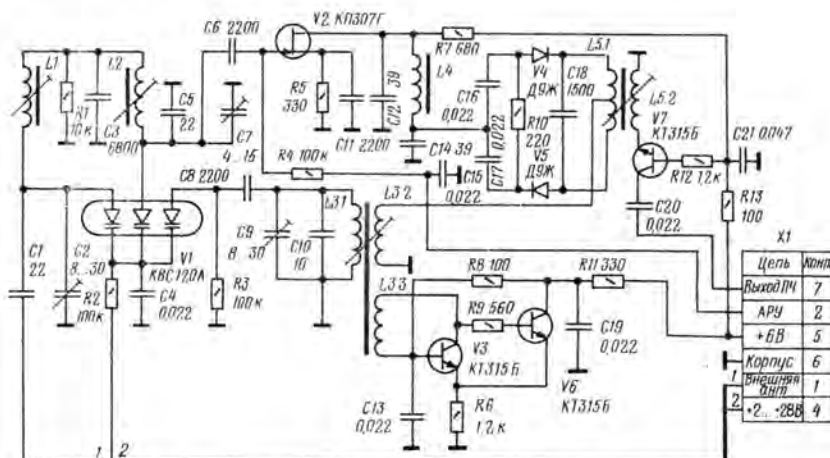 C6 2200
V2 КП307Г
L1
R1
10к
C3
6800
L2
C5
22
C7
4..15
R5
330
C11 2200
C12 39
R7 680
L4
C16
0,022
C14 39
C15
0,022
0,022
C17
V4
Д9Ж
R10
220
V5
Д9Ж
C18
1500
L5.1
L5.2
V7
КТ315Б
R12 1,2к
C21 0,047
R13
100
C20
0,022
R4 100к
C8 2200
C1
22
C2
8...30
R2
100к
V1
КВС120А
C4
0,022
R3
100к
C9
8...30
C10
10
L3.1
L3.2
L3.3
R8 100
R11 330
R9 560
V3
КТ315Б
C19
0,022
V6
КТ315Б
C13
0,022
R6
1,2к
X1
Цепь Конт
Выход ПЧ 7
АРУ 2
+6В 5
Корпус 6
1 Внешняя ант 1
2 +2...+28В 4
1 2